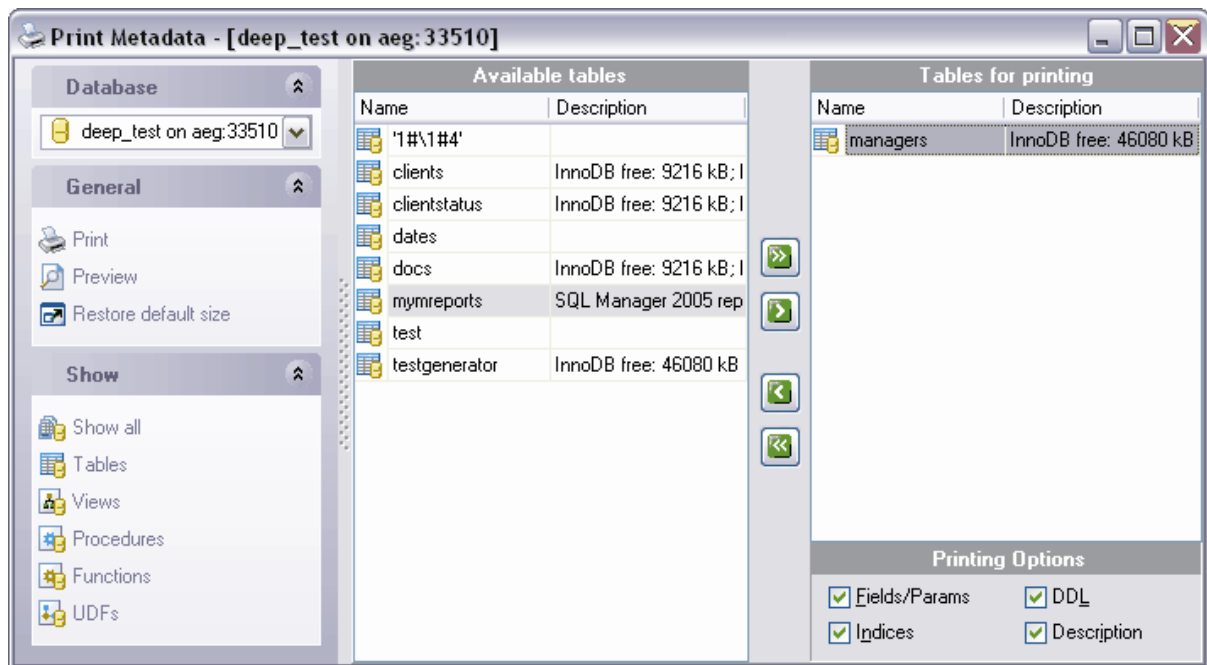 Print Metadata - [deep_test on aeg:33510]
Database
deep_test on aeg:33510
General
Print
Preview
Restore default size
Show
Show all
Tables
Views
Procedures
Functions
UDFs
Available tables
Name Description
'1#\1#4'
clients InnoDB free: 9216 kB; I
clientstatus InnoDB free: 9216 kB; I
dates
docs InnoDB free: 9216 kB; I
mymreports SQL Manager 2005 rep
test
testgenerator InnoDB free: 46080 kB
Tables for printing
Name Description
managers InnoDB free: 46080 kB
Printing Options
Fields/Params DDL
Indices Description